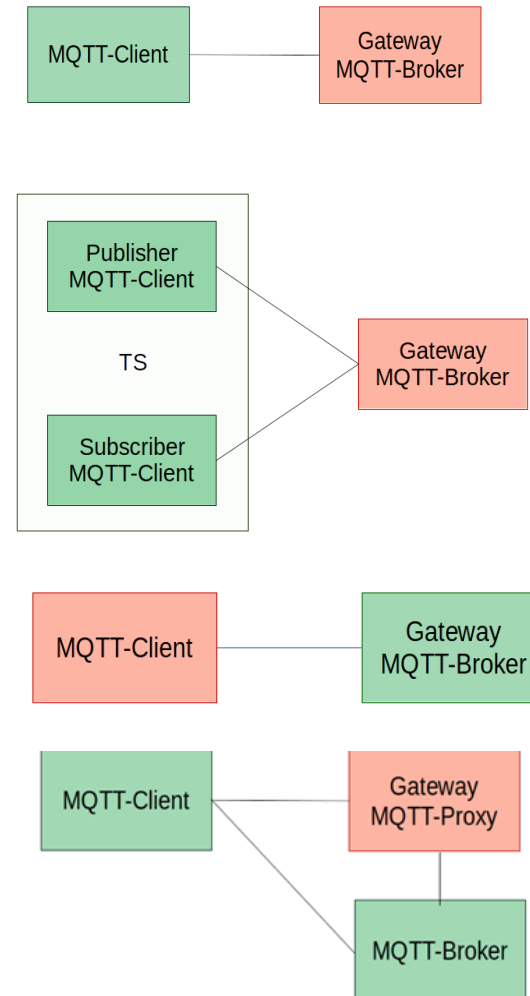 MQTT-Client
Gateway
MQTT-Broker
Publisher
MQTT-Client
TS
Subscriber
MQTT-Client
Gateway
MQTT-Broker
MQTT-Client
Gateway
MQTT-Broker
MQTT-Client
Gateway
MQTT-Proxy
MQTT-Broker